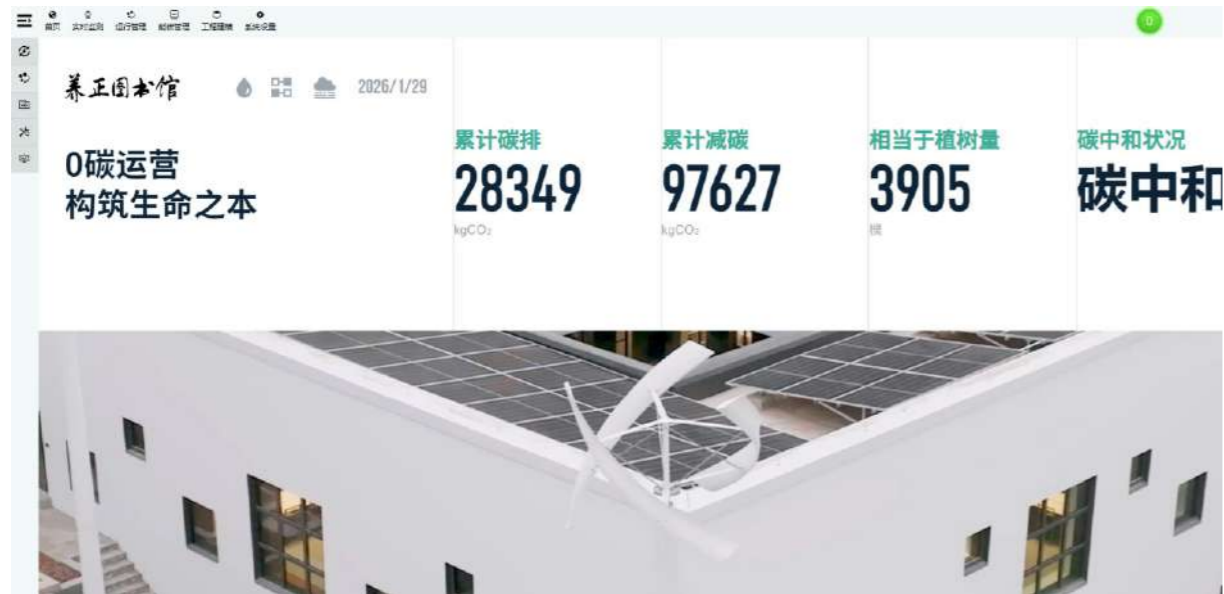 首页 实时监测 运行管理 能碳管理 工程建模 系统设置
0
养正图书馆
2026/1/29
0碳运营
构筑生命之本
累计碳排
28349
kgCO₂
累计减碳
97627
kgCO₂
相当于植树量
3905
棵
碳中和状况
碳中和